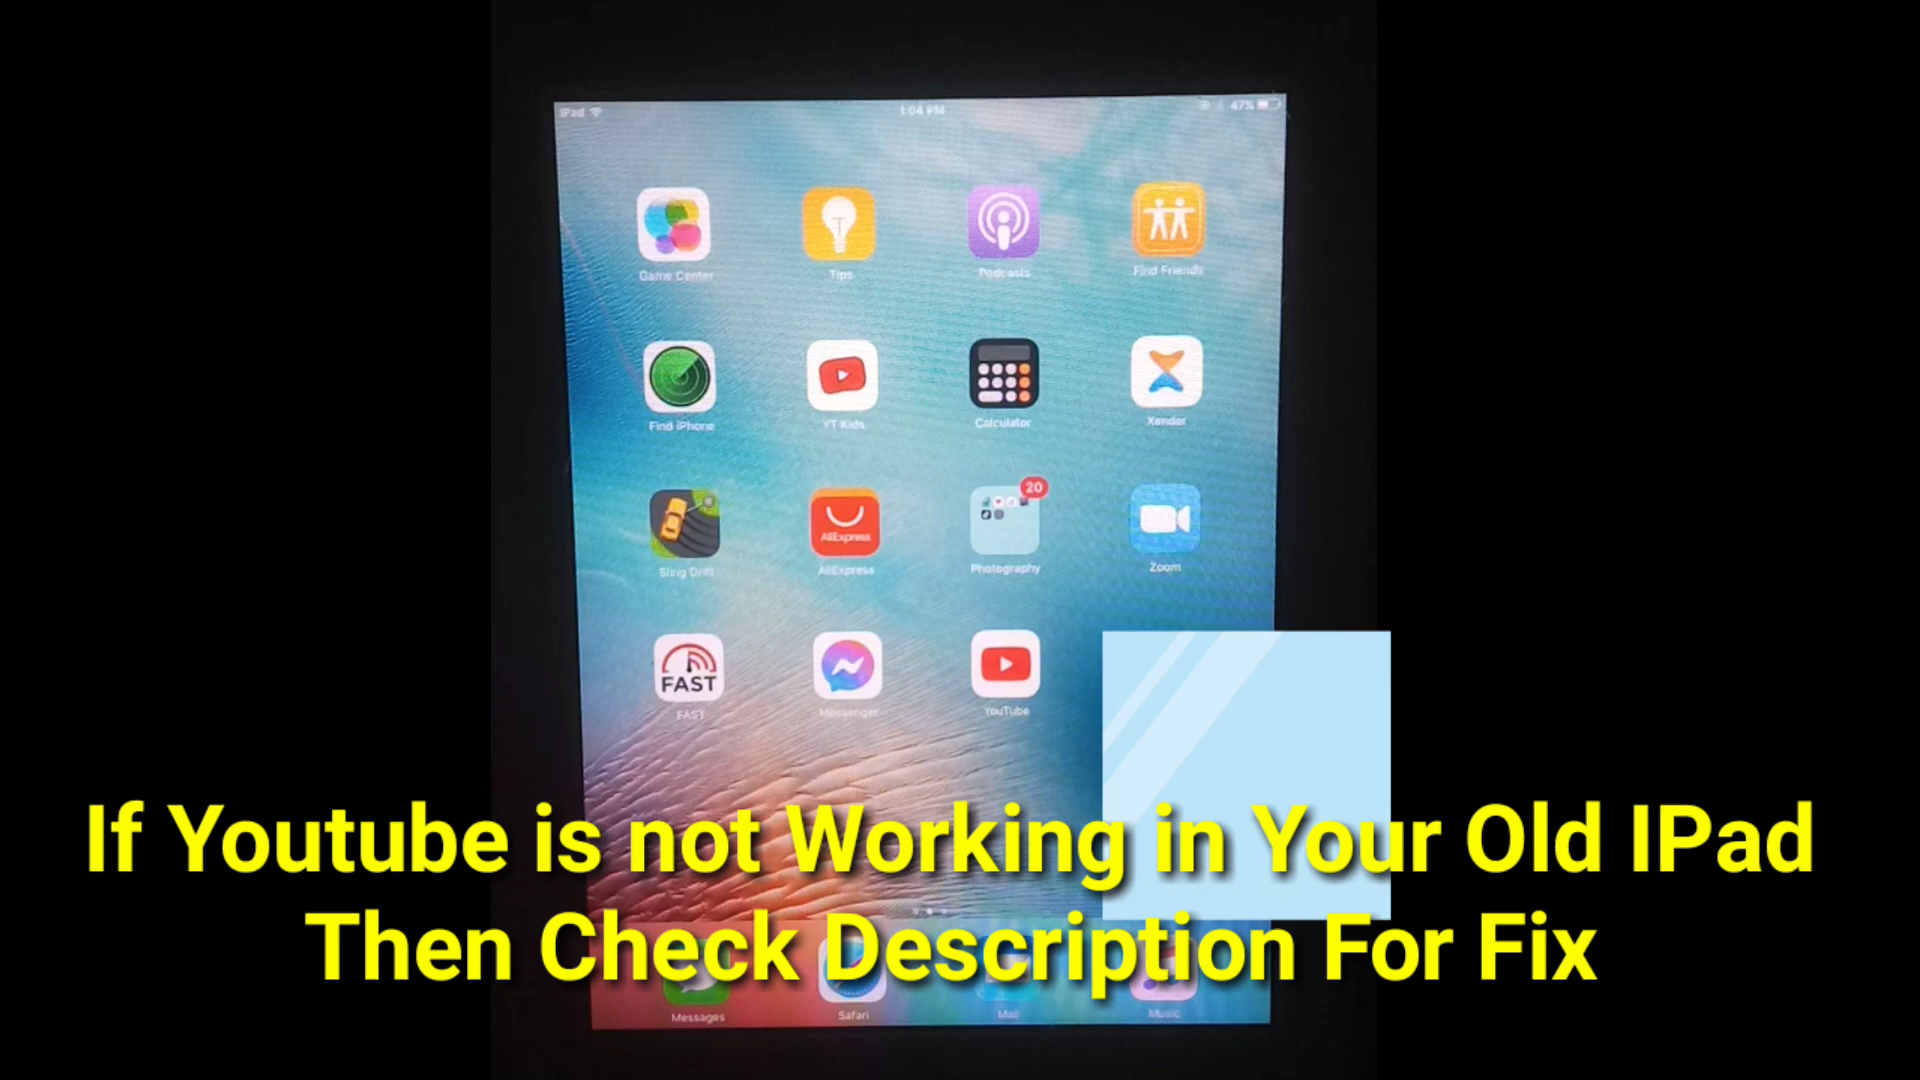 iPad
1:04 PM
47%
Game Center
Tips
Podcasts
Find Friends
Find iPhone
YT Kids
Calculator
Xender
20
AliExpress
Sling Drift
AliExpress
Photography
Zoom
FAST
FAST
Messenger
YouTube
If Youtube is not Working in Your Old IPad
Then Check Description For Fix
Messages
Safari
Mail
Music